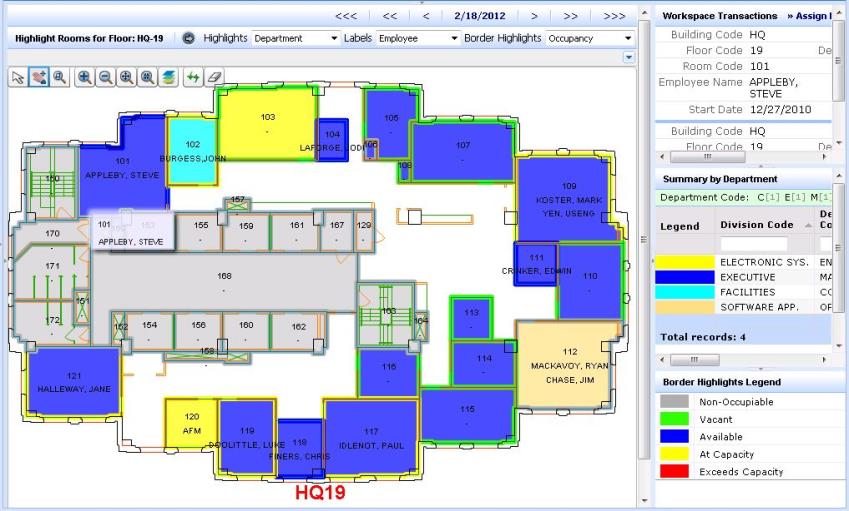 <<< << < 2/18/2012 > >> >>>
Highlight Rooms for Floor: HQ-19 Highlights Department Labels Employee Border Highlights Occupancy
103
102
BURGESS,JOHN
104
LAFORGE, JODI
105
106
107
108
101
APPLEBY, STEVE
150
109
KOSTER, MARK
YEN, USENG
157
170
101
APPLEBY, STEVE
153
155
159
161
167
129
171
168
111
CRINKER, EDWIN
110
151
172
152
154
156
160
162
163
164
113
158
114
112
MACKAVOY, RYAN
CHASE, JIM
116
121
HALLEWAY, JANE
115
120
AFM
119
DOOLITTLE, LUKE
118
FINERS, CHRIS
117
IDLENOT, PAUL
HQ19
Workspace Transactions » Assign
Building Code HQ
Floor Code 19 De
Room Code 101
Employee Name APPLEBY,
STEVE
Start Date 12/27/2010
Building Code HQ
Floor Code 19 De
Summary by Department
Department Code: C[1] E[1] M[1]
Legend Division Code De
Co
ELECTRONIC SYS. EN
EXECUTIVE MA
FACILITIES CO
SOFTWARE APP. OF
Total records: 4
Border Highlights Legend
Non-Occupiable
Vacant
Available
At Capacity
Exceeds Capacity